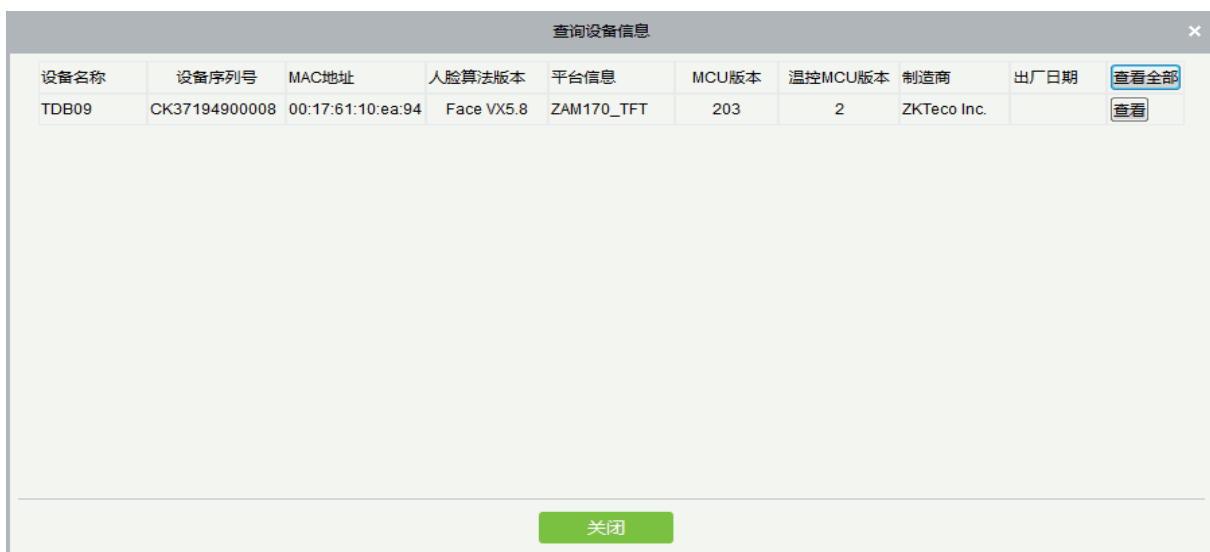 查询设备信息 ×
设备名称 设备序列号 MAC地址 人脸算法版本 平台信息 MCU版本 温控MCU版本 制造商 出厂日期 查看全部
TDB09 CK37194900008 00:17:61:10:ea:94 Face VX5.8 ZAM170_TFT 203 2 ZKTeco Inc. 查看
关闭